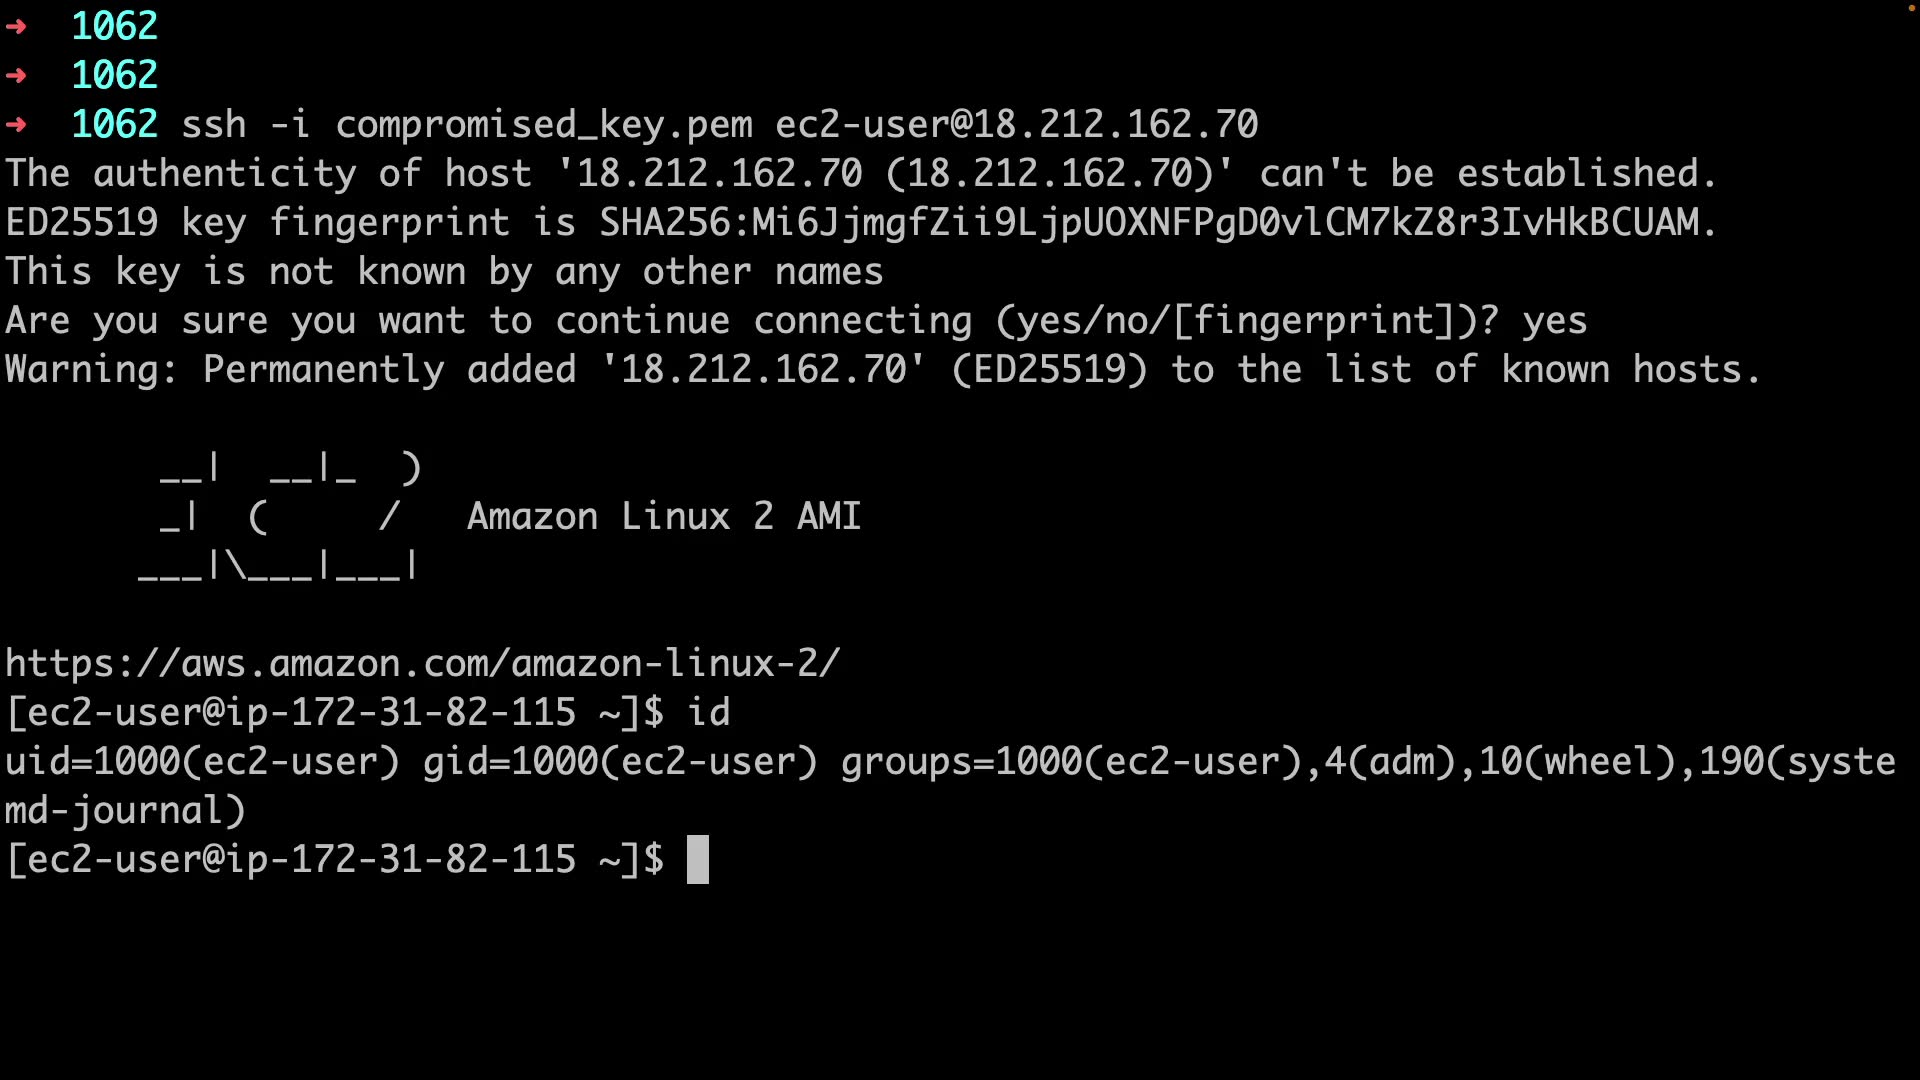 ➜  1062
➜  1062
➜  1062 ssh -i compromised_key.pem ec2-user@18.212.162.70
The authenticity of host '18.212.162.70 (18.212.162.70)' can't be established.
ED25519 key fingerprint is SHA256:Mi6JjmgfZii9LjpUOXNFPgD0vlCM7kZ8r3IvHkBCUAM.
This key is not known by any other names
Are you sure you want to continue connecting (yes/no/[fingerprint])? yes
Warning: Permanently added '18.212.162.70' (ED25519) to the list of known hosts.
       __|  __|_  )
       _|  (     /   Amazon Linux 2 AMI
      ___|\___|___|
https://aws.amazon.com/amazon-linux-2/
[ec2-user@ip-172-31-82-115 ~]$ id
uid=1000(ec2-user) gid=1000(ec2-user) groups=1000(ec2-user),4(adm),10(wheel),190(syste
md-journal)
[ec2-user@ip-172-31-82-115 ~]$